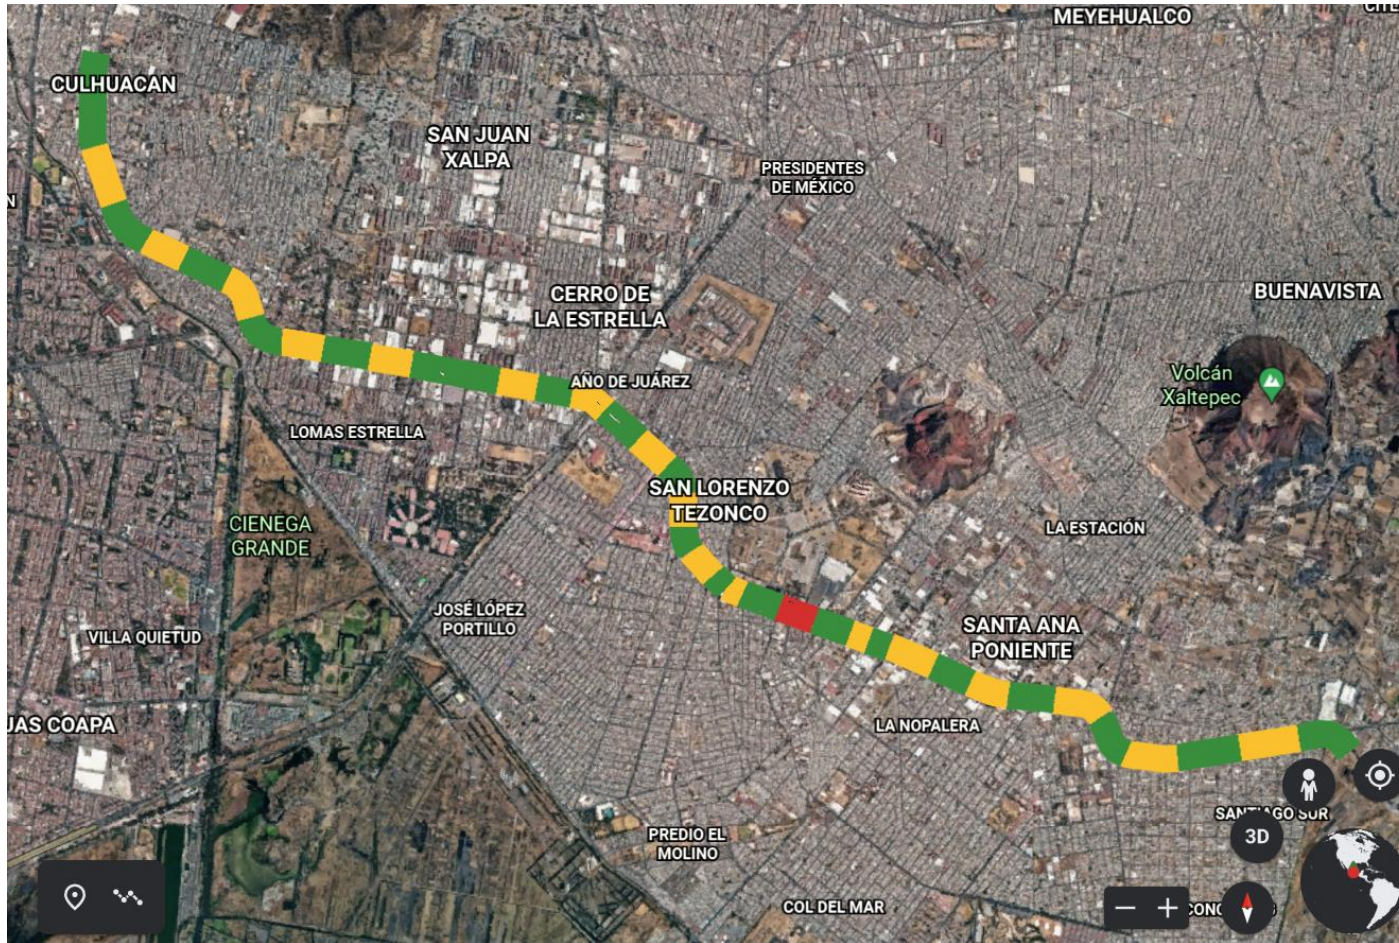 MEYEHUALCO
CULHUACAN
SAN JUAN
XALPA
PRESIDENTES
DE MÉXICO
N
CERRO DE
LA ESTRELLA
BUENAVISTA
Volcán
Xaltepec
AÑO DE JUÁREZ
LOMAS ESTRELLA
SAN LORENZO
TEZONCO
CIENEGA
GRANDE
LA ESTACIÓN
JOSÉ LÓPEZ
PORTILLO
VILLA QUIETUD
SANTA ANA
PONIENTE
JAS COAPA
LA NOPALERA
SANTIAGO SUR
PREDIO EL
MOLINO
3D
COL DEL MAR